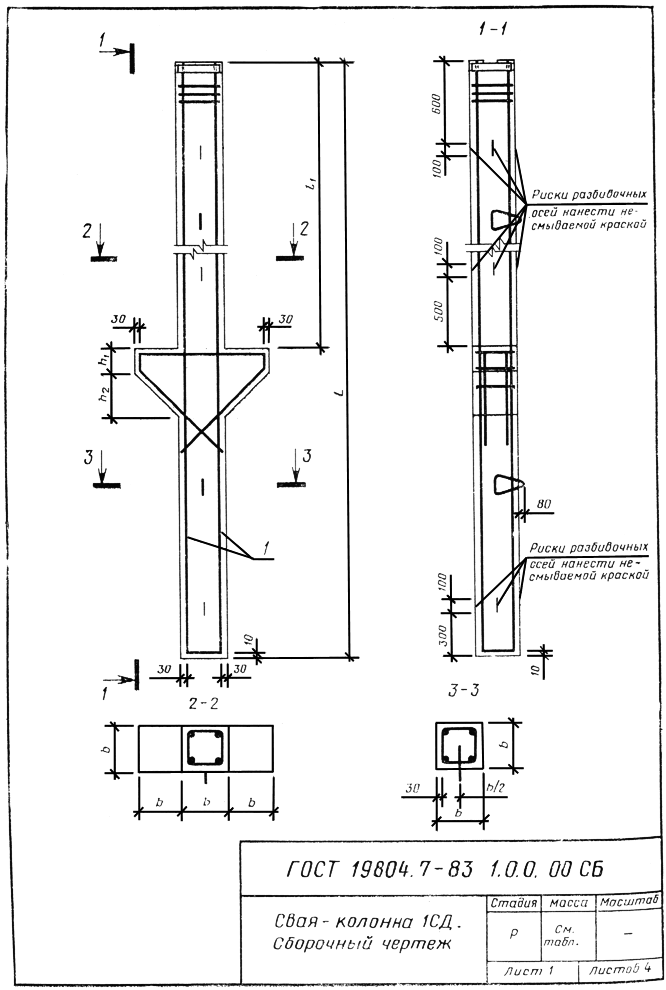 1
1-1
600
100
l₁
Риски разбивочных
осей нанести не-
смываемой краской
2
2
100
500
30
30
h₁
h₂
L
3
3
80
1
Риски разбивочных
осей нанести не-
смываемой краской
100
300
10
10
1
30
30
2-2
3-3
b
b
b
b
b
30
b/2
b
ГОСТ 19804.7-83 1.0.0.00 СБ
Свая-колонна 1СД.
Сборочный чертеж
Стадия Масса Масштаб
Р См. табл. —
Лист 1 Листов 4